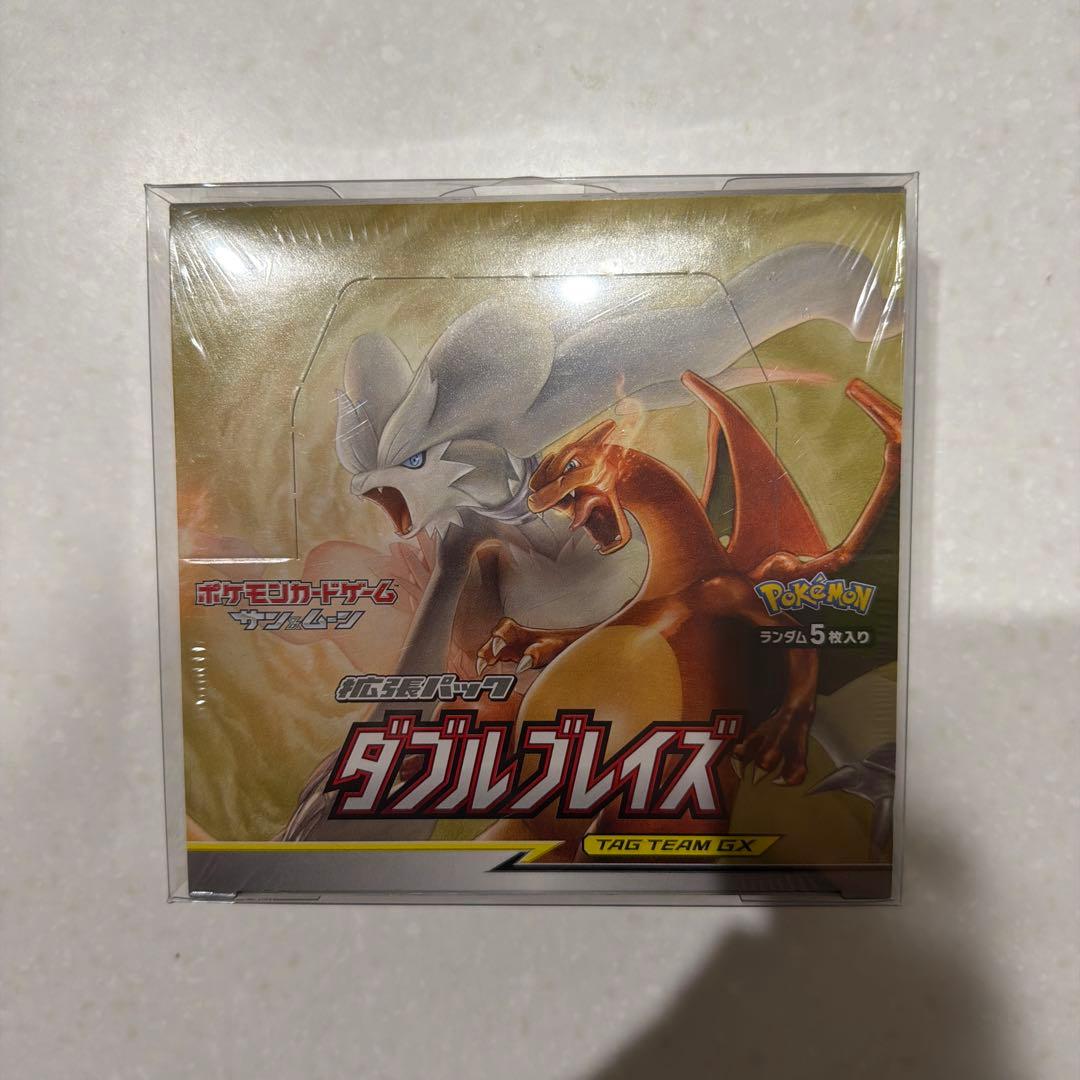 ポケモンカードゲーム
サン&ムーン
Pokémon
ランダム5枚入り
拡張パック
ダブルブレイズ
TAG TEAM GX